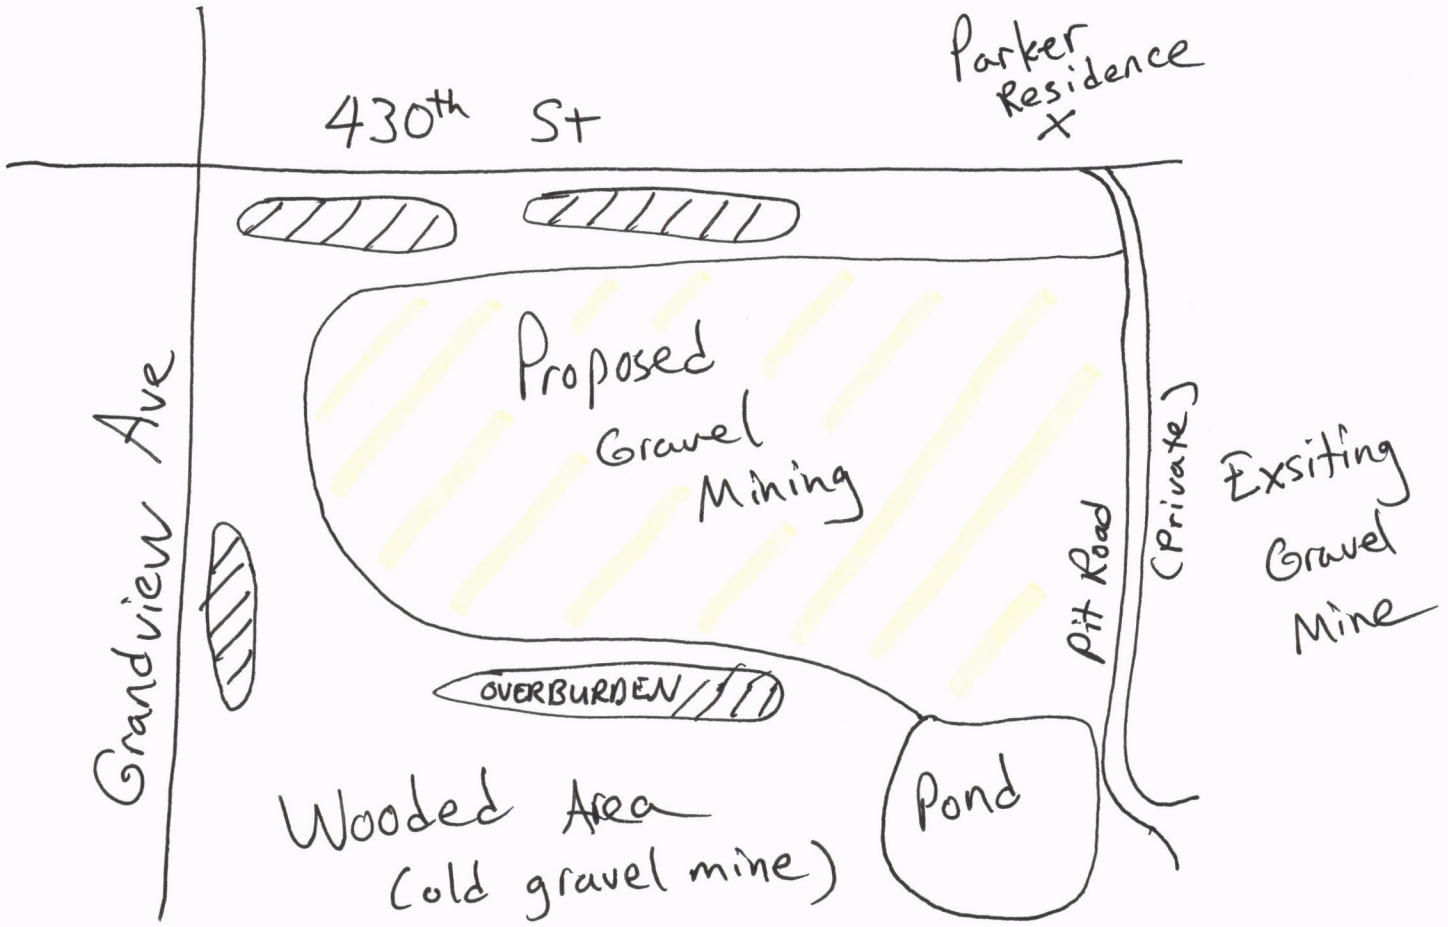 Parker
Residence
X
430th St
Proposed
Gravel
Mining
Grandview Ave
Pit Road
(Private)
Exsiting
Gravel
Mine
OVERBURDEN
Wooded Area
(old gravel mine)
Pond